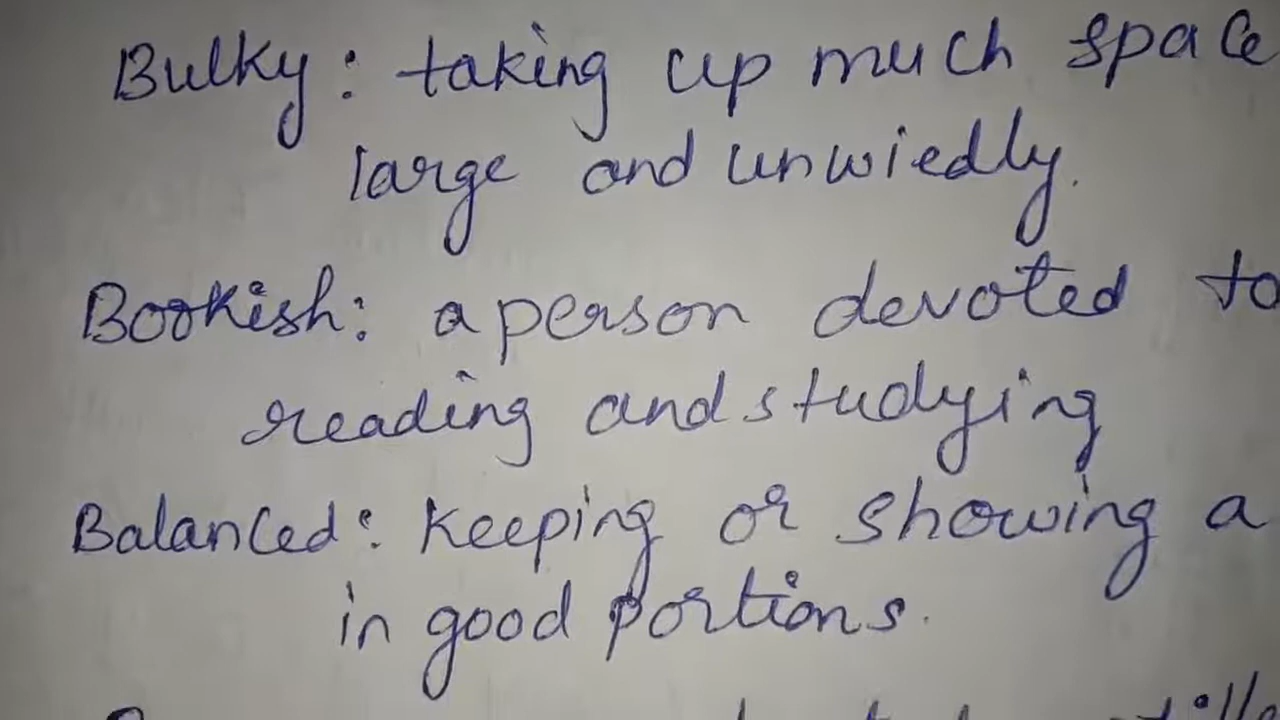 Bulky: taking up much space
large and unwiedly.
Bookish: a person devoted to
reading and studying
Balanced: keeping or showing a
in good portions.